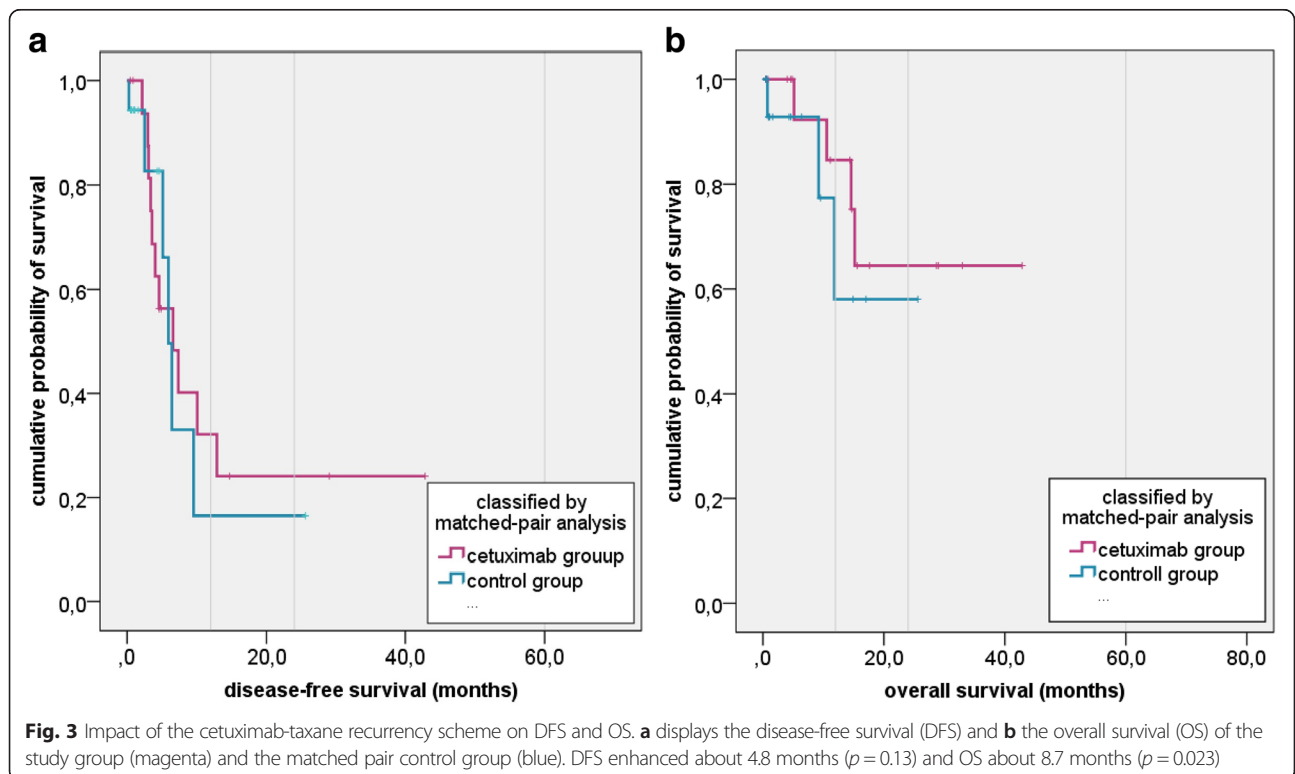 a
cumulative probability of survival
1,0
0,8
0,6
0,4
0,2
0,0
,0 20,0 40,0 60,0
disease-free survival (months)
classified by
matched-pair analysis
cetuximab grouup
control group
...
b
cumulative probability of survival
1,0
0,8
0,6
0,4
0,2
0,0
,0 20,0 40,0 60,0 80,0
overall survival (months)
classified by
matched-pair analysis
cetuximab group
controll group
...
Fig. 3 Impact of the cetuximab-taxane recurrency scheme on DFS and OS. a displays the disease-free survival (DFS) and b the overall survival (OS) of the
study group (magenta) and the matched pair control group (blue). DFS enhanced about 4.8 months (p = 0.13) and OS about 8.7 months (p = 0.023)